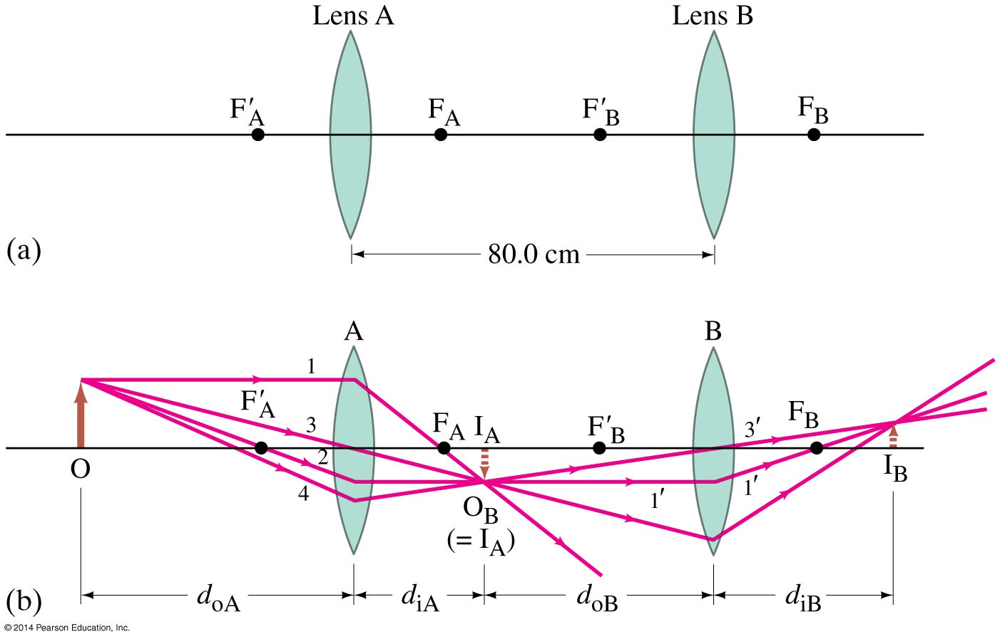 Lens A Lens B
F′A FA F′B FB
80.0 cm
(a)
A B
1
F′A 3 FA IA F′B 3′ FB
2
O IB
4 1′ 1′
OB
(= IA)
(b) doA diA doB diB
© 2014 Pearson Education, Inc.